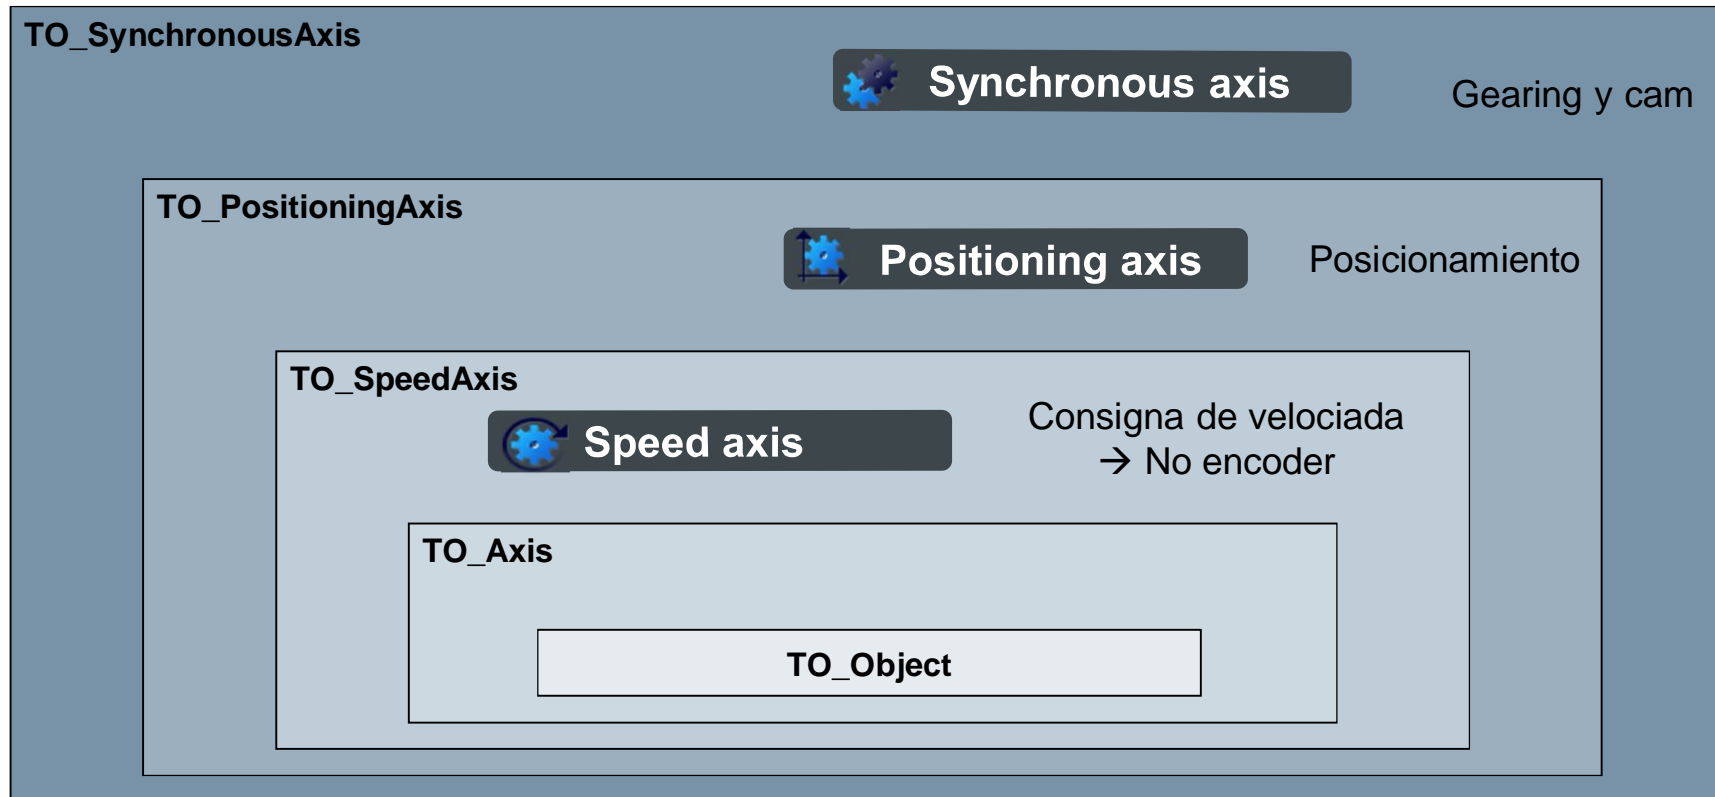 TO_SynchronousAxis
Synchronous axis
Gearing y cam
TO_PositioningAxis
Positioning axis
Posicionamiento
TO_SpeedAxis
Speed axis
Consigna de velociada
→ No encoder
TO_Axis
TO_Object